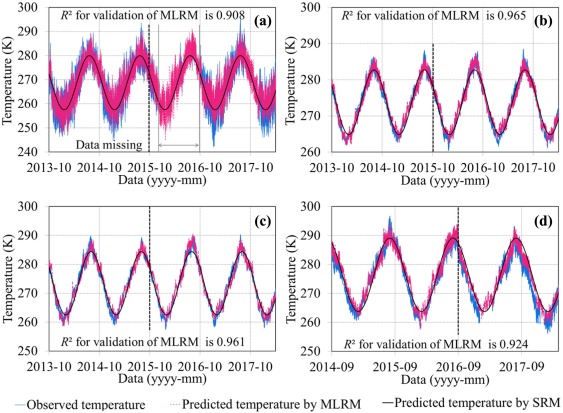 R² for validation of MLRM is 0.908
(a)
Temperature (K)
300
290
280
270
260
250
240
Data missing
2013-10 2014-10 2015-10 2016-10 2017-10
Data (yyyy-mm)
R² for validation of MLRM is 0.965
(b)
Temperature (K)
300
290
280
270
260
2013-10 2014-10 2015-10 2016-10 2017-10
Data (yyyy-mm)
(c)
Temperature (K)
300
290
280
270
260
250
R² for validation of MLRM is 0.961
2013-10 2014-10 2015-10 2016-10 2017-10
Data (yyyy-mm)
(d)
Temperature (K)
300
290
280
270
260
250
R² for validation of MLRM is 0.924
2014-09 2015-09 2016-09 2017-09
Data (yyyy-mm)
Observed temperature Predicted temperature by MLRM Predicted temperature by SRM